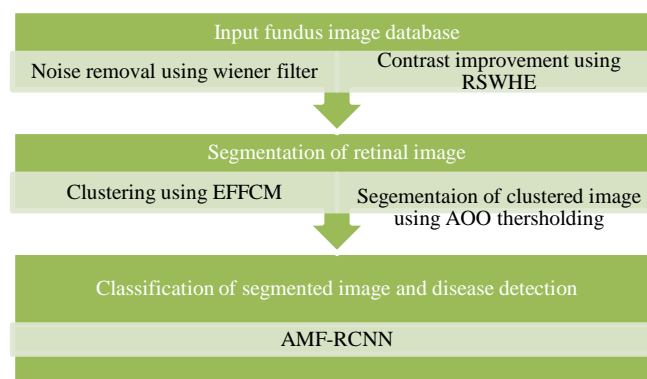 Input fundus image database
Noise removal using wiener filter
Contrast improvement using
RSWHE
Segmentation of retinal image
Clustering using EFFCM
Segementaion of clustered image
using AOO thersholding
Classification of segmented image and disease detection
AMF-RCNN